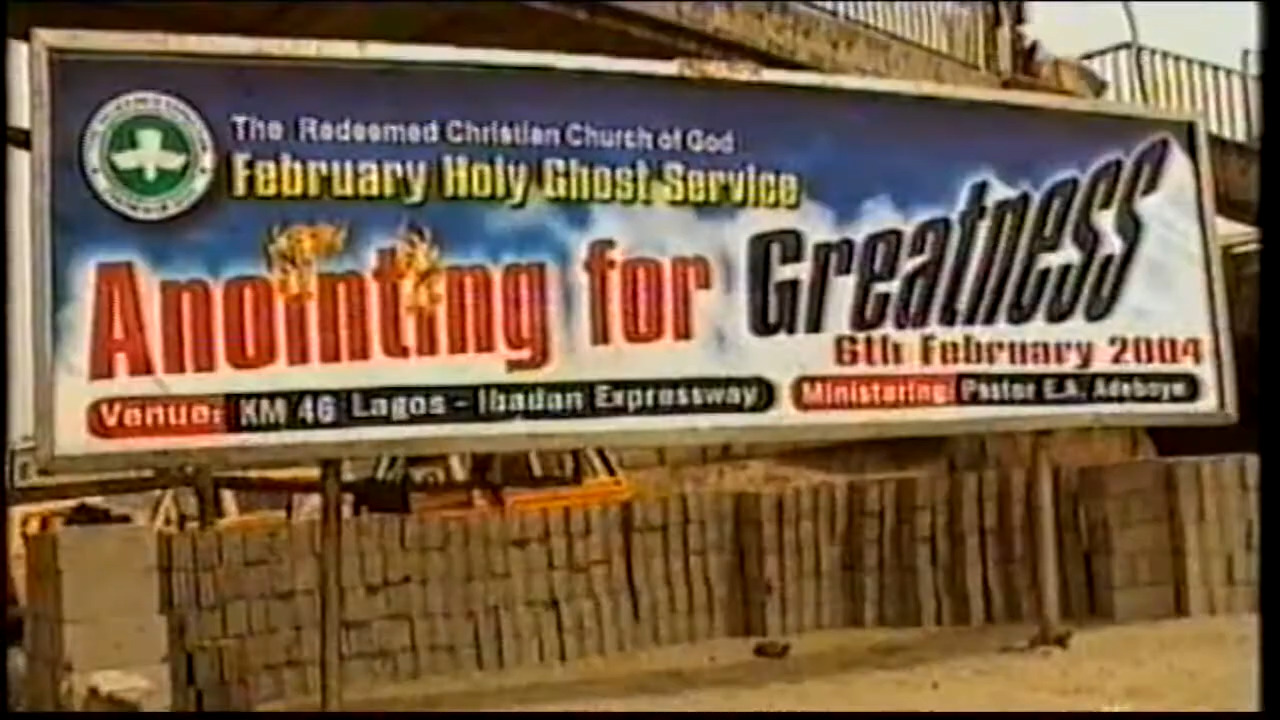 The Redeemed Christian Church of God
February Holy Ghost Service
Anointing for Greatness
6th February 2004
Venue: KM 46 Lagos - Ibadan Expressway
Ministering: Pastor E.A. Adeboye